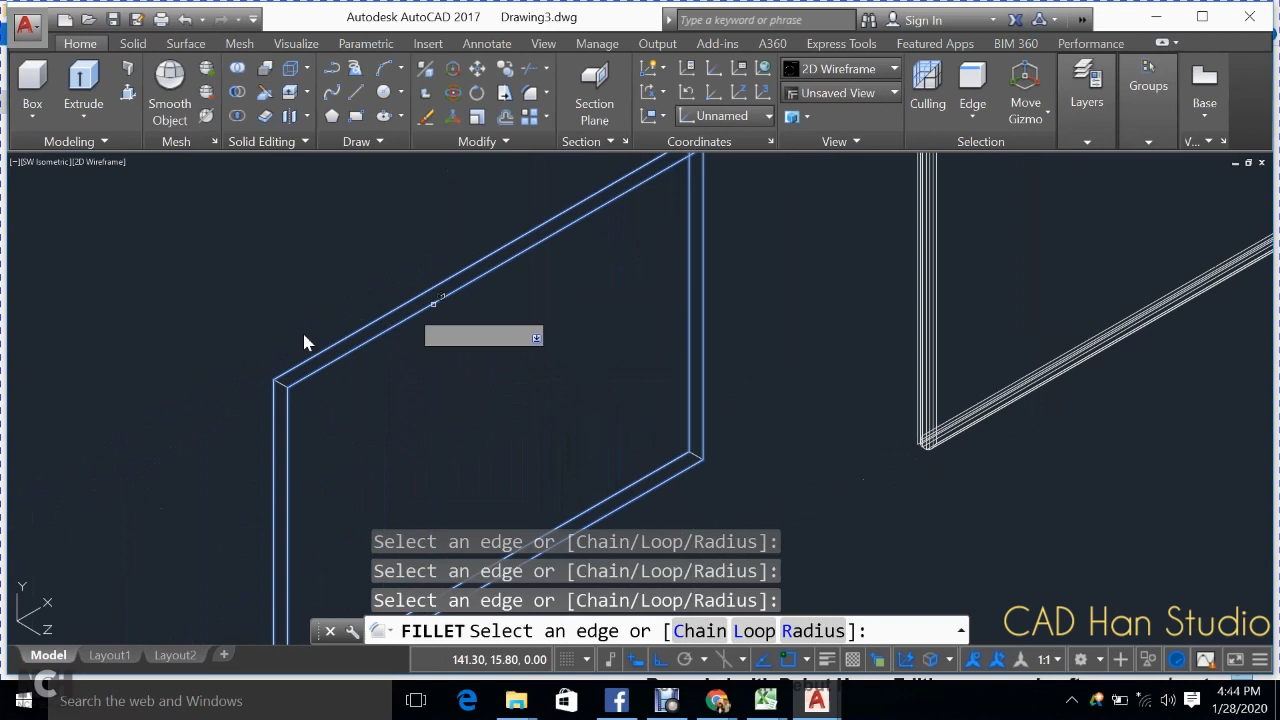 Autodesk AutoCAD 2017 Drawing3.dwg
Type a keyword or phrase
Sign In
Home Solid Surface Mesh Visualize Parametric Insert Annotate View Manage Output Add-ins A360 Express Tools Featured Apps BIM 360 Performance
2D Wireframe
Unsaved View
Unnamed
Box
Extrude
Smooth
Object
Section
Plane
Culling
Edge
Move
Gizmo
Layers
Groups
Base
Modeling
Mesh
Solid Editing
Draw
Modify
Section
Coordinates
View
Selection
V...
[−][SW Isometric][2D Wireframe]
Select an edge or [Chain/Loop/Radius]:
Select an edge or [Chain/Loop/Radius]:
Select an edge or [Chain/Loop/Radius]:
FILLET Select an edge or [Chain Loop Radius]:
Y
X
Z
CAD Han Studio
Model Layout1 Layout2
141.30, 15.80, 0.00
1:1
Search the web and Windows
4:44 PM
1/28/2020